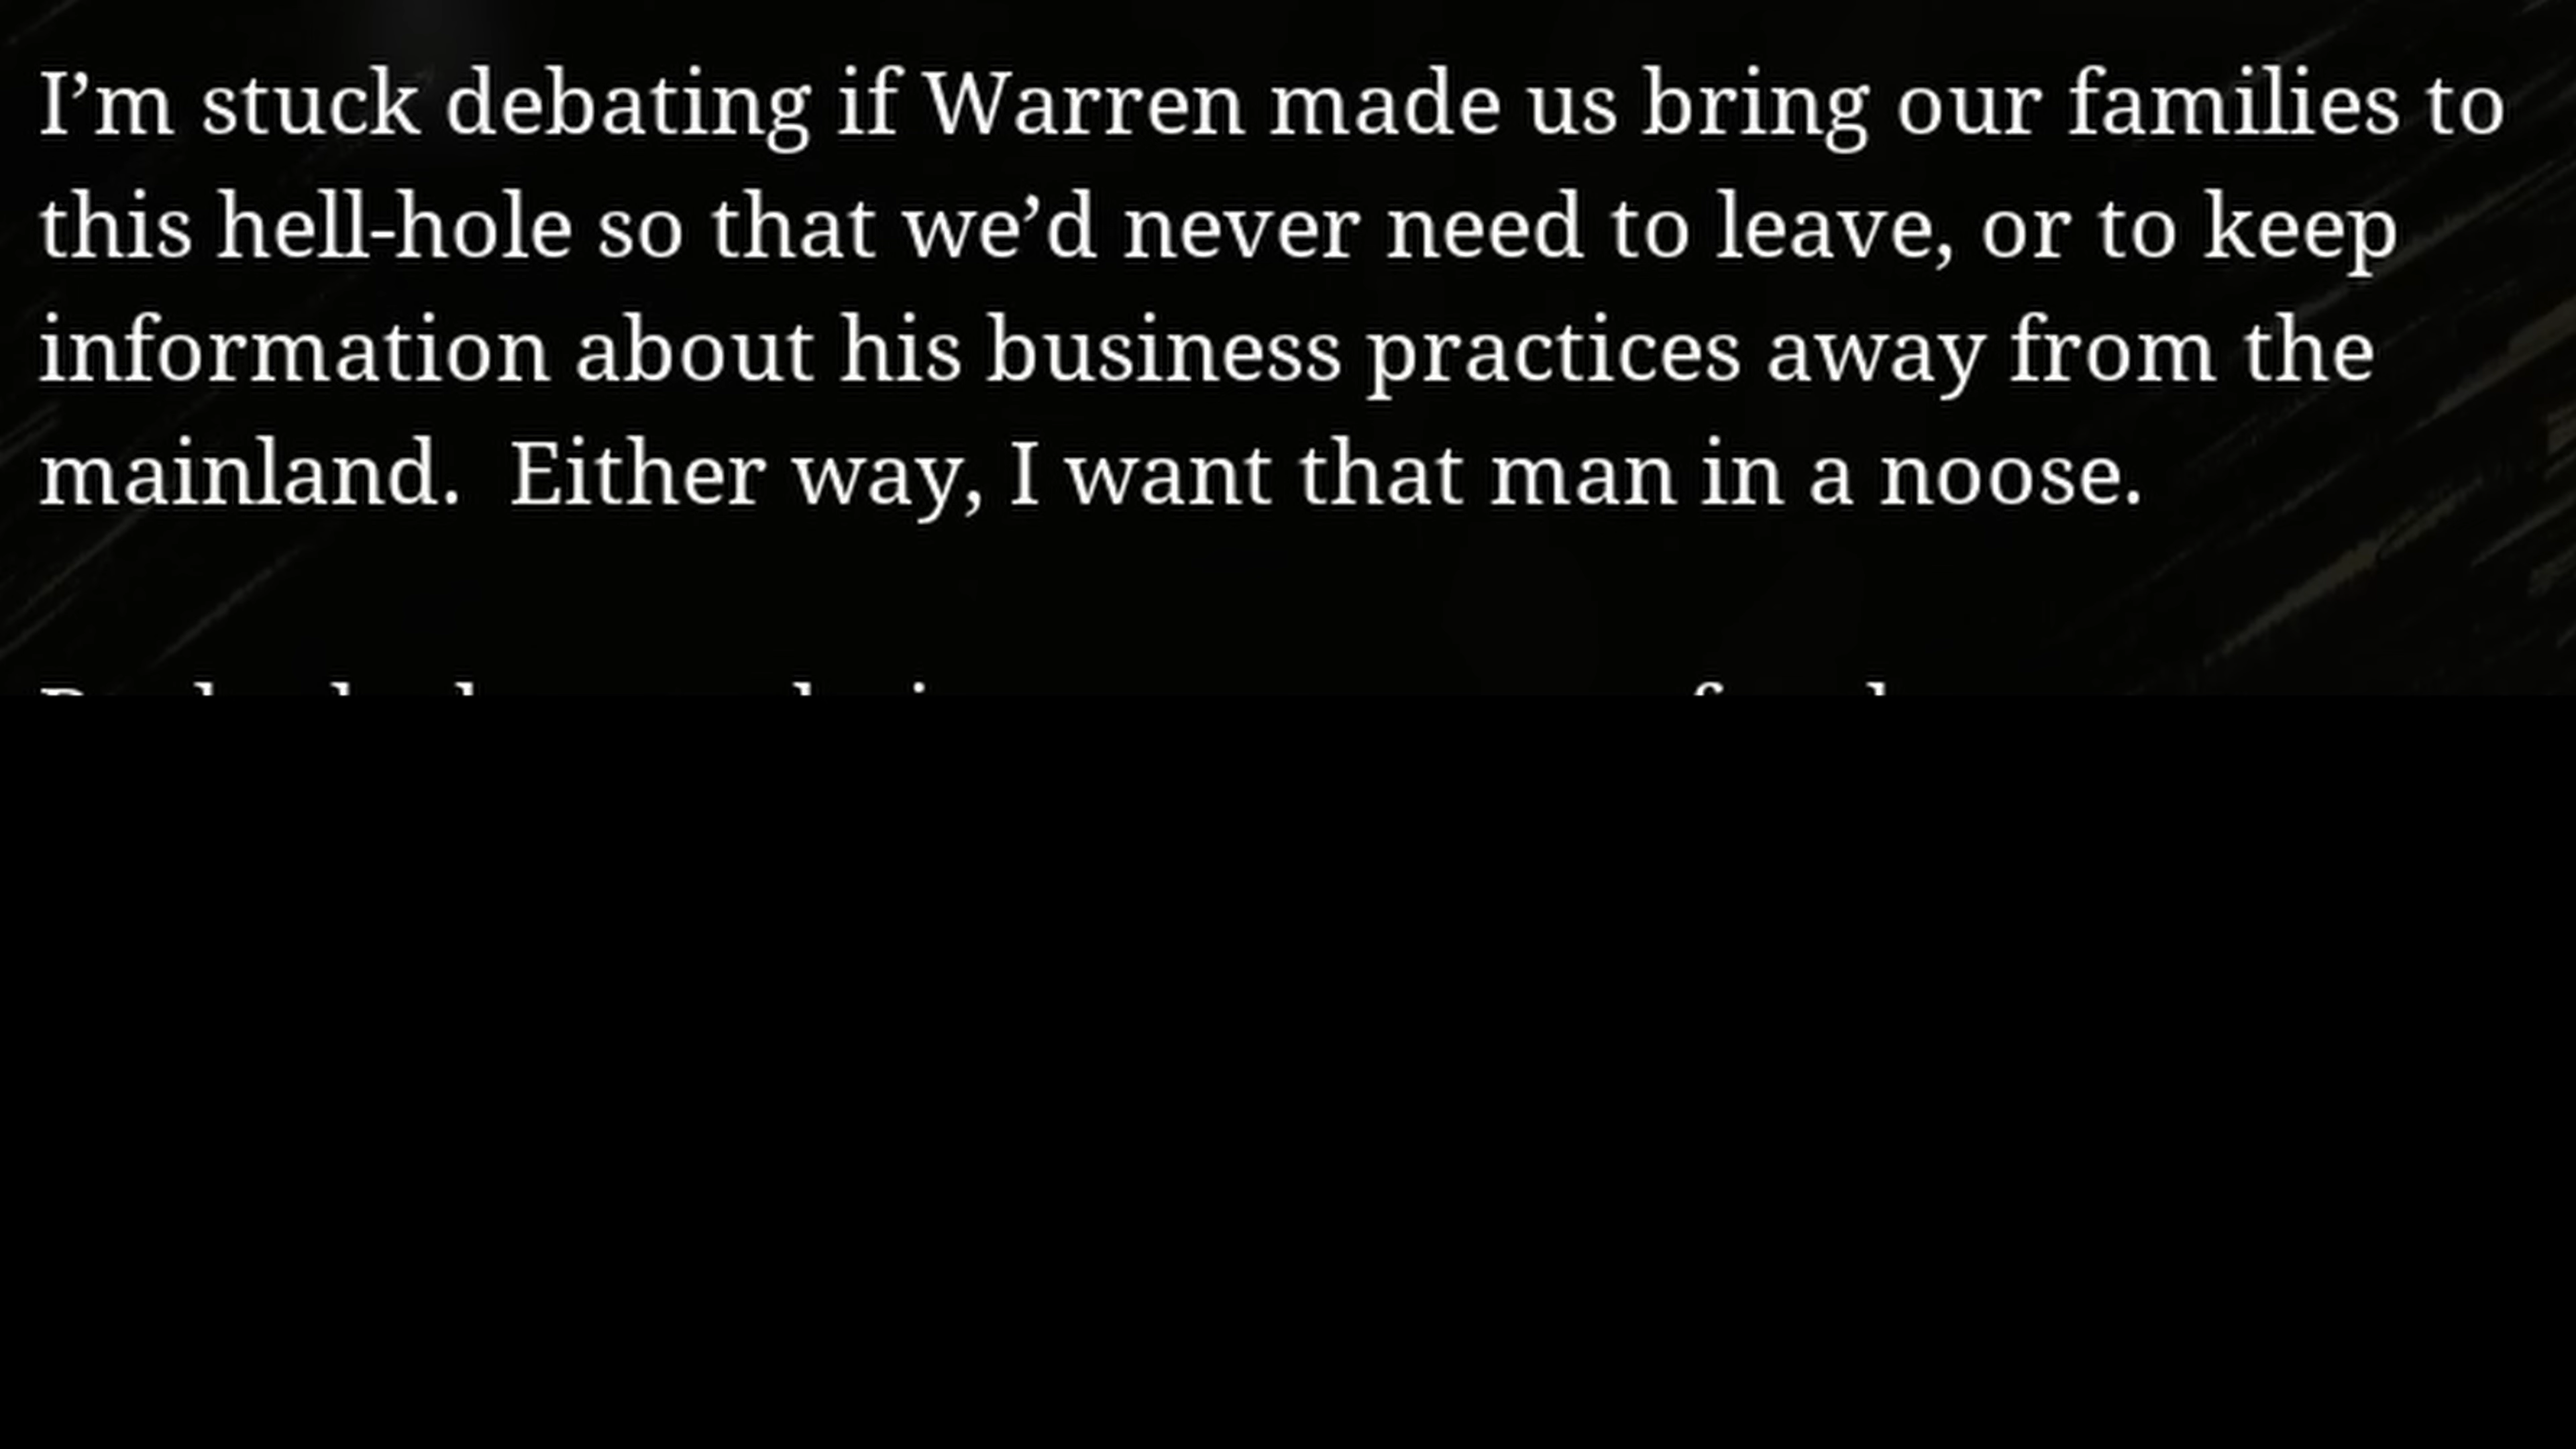 I’m stuck debating if Warren made us bring our families to
this hell-hole so that we’d never need to leave, or to keep
information about his business practices away from the
mainland.  Either way, I want that man in a noose.